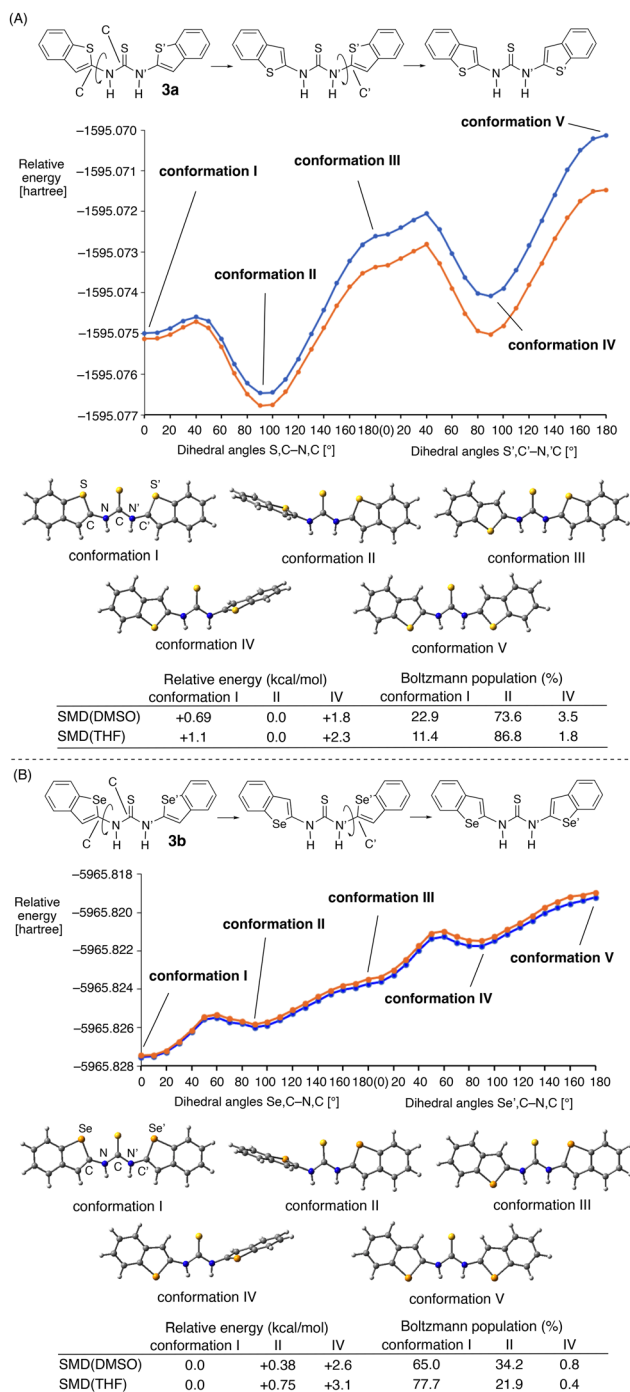 (A)
S C S S'
N N'
H H
C 3a
S S'
N N'
H H
C'
S S S'
N N'
H H
Relative
energy
[hartree]
−1595.070
−1595.071
−1595.072
−1595.073
−1595.074
−1595.075
−1595.076
−1595.077
conformation I
conformation II
conformation III
conformation IV
conformation V
0 20 40 60 80 100 120 140 160 180(0) 20 40 60 80 100 120 140 160 180
Dihedral angles S,C–N,C [°] Dihedral angles S',C'–N,'C [°]
S S'
N N'
C C C'
conformation I conformation II conformation III
conformation IV conformation V
Relative energy (kcal/mol) Boltzmann population (%)
conformation I II IV conformation I II IV
SMD(DMSO) +0.69 0.0 +1.8 22.9 73.6 3.5
SMD(THF) +1.1 0.0 +2.3 11.4 86.8 1.8
(B)
Se C S Se'
N N'
H H
C 3b
S Se'
Se N N'
H H
C'
S
Se N N' Se'
H H
Relative
energy
[hartree]
−5965.818
−5965.820
−5965.822
−5965.824
−5965.826
−5965.828
conformation I
conformation II
conformation III
conformation IV
conformation V
0 20 40 60 80 100 120 140 160 180(0) 20 40 60 80 100 120 140 160 180
Dihedral angles Se,C–N,C [°] Dihedral angles Se',C–N,C [°]
Se Se'
N N'
C C C'
conformation I conformation II conformation III
conformation IV conformation V
Relative energy (kcal/mol) Boltzmann population (%)
conformation I II IV conformation I II IV
SMD(DMSO) 0.0 +0.38 +2.6 65.0 34.2 0.8
SMD(THF) 0.0 +0.75 +3.1 77.7 21.9 0.4